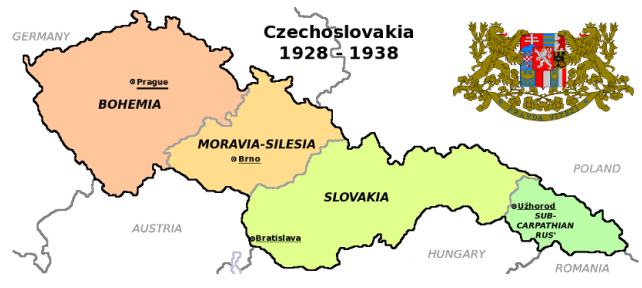 GERMANY
Czechoslovakia
1928 - 1938
Prague
BOHEMIA
MORAVIA-SILESIA
Brno
POLAND
SLOVAKIA
Užhorod
SUB-
CARPATHIAN
RUS'
AUSTRIA
Bratislava
HUNGARY
ROMANIA